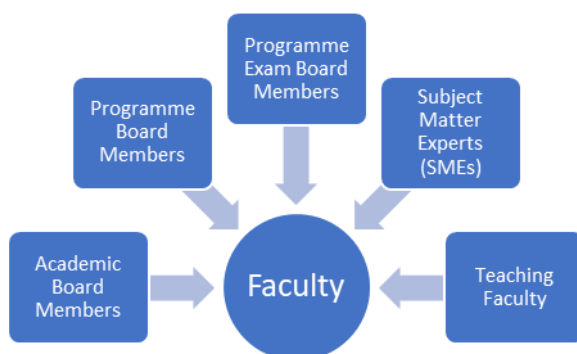 Programme
Exam Board
Members
Programme
Board
Members
Subject
Matter
Experts
(SMEs)
Academic
Board
Members
Faculty
Teaching
Faculty